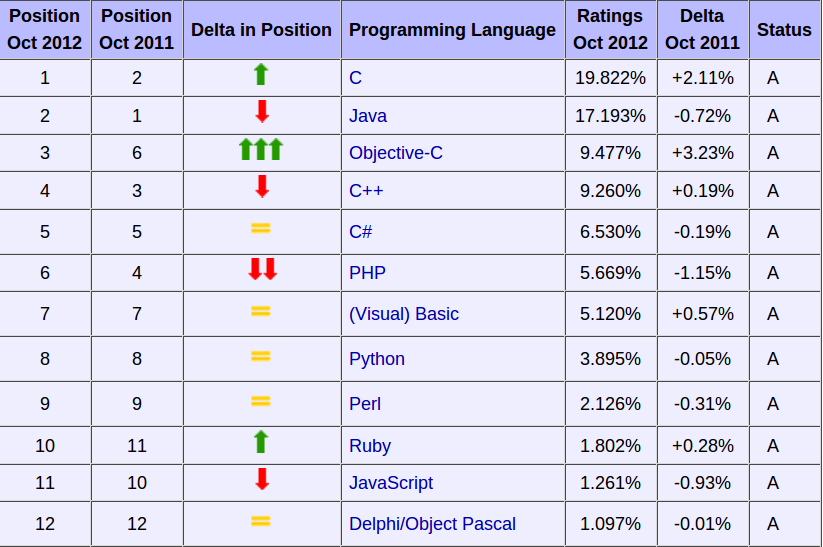 Position Oct 2012 Position Oct 2011 Delta in Position Programming Language Ratings Oct 2012 Delta Oct 2011 Status
1 2 C 19.822% +2.11% A
2 1 Java 17.193% -0.72% A
3 6 Objective-C 9.477% +3.23% A
4 3 C++ 9.260% +0.19% A
5 5 C# 6.530% -0.19% A
6 4 PHP 5.669% -1.15% A
7 7 (Visual) Basic 5.120% +0.57% A
8 8 Python 3.895% -0.05% A
9 9 Perl 2.126% -0.31% A
10 11 Ruby 1.802% +0.28% A
11 10 JavaScript 1.261% -0.93% A
12 12 Delphi/Object Pascal 1.097% -0.01% A